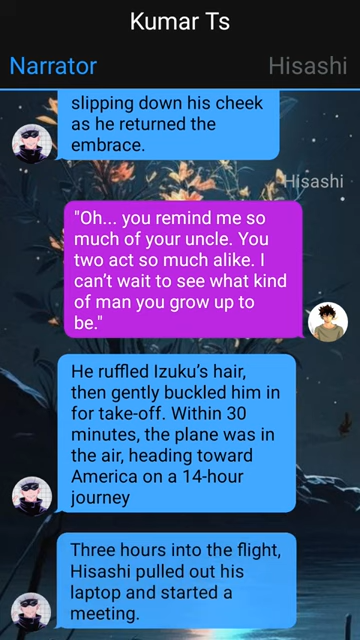 Kumar Ts
Narrator
Hisashi
slipping down his cheek
as he returned the
embrace.
Hisashi
"Oh... you remind me so
much of your uncle. You
two act so much alike. I
can’t wait to see what kind
of man you grow up to
be."
He ruffled Izuku’s hair,
then gently buckled him in
for take-off. Within 30
minutes, the plane was in
the air, heading toward
America on a 14-hour
journey
Three hours into the flight,
Hisashi pulled out his
laptop and started a
meeting.